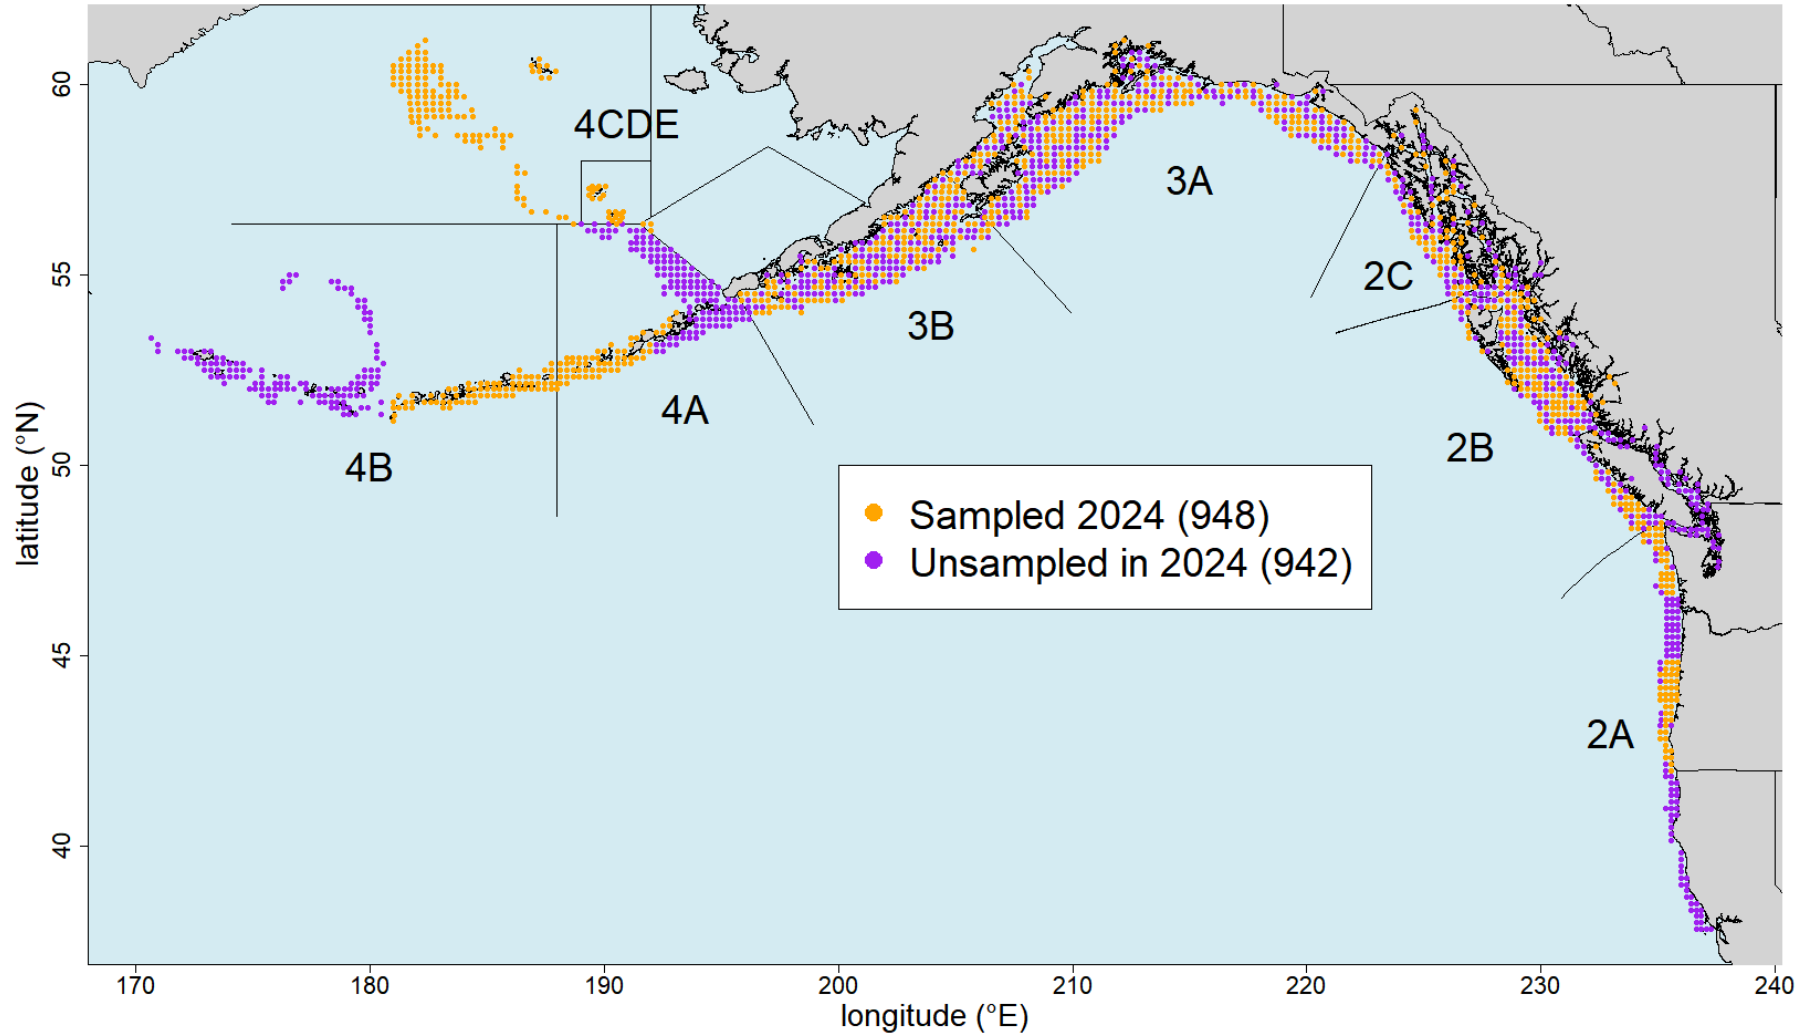 60
55
50
45
40
latitude (°N)
4CDE
3A
2C
3B
4A
2B
4B
Sampled 2024 (948)
Unsampled in 2024 (942)
2A
170
180
190
200
210
220
230
240
longitude (°E)